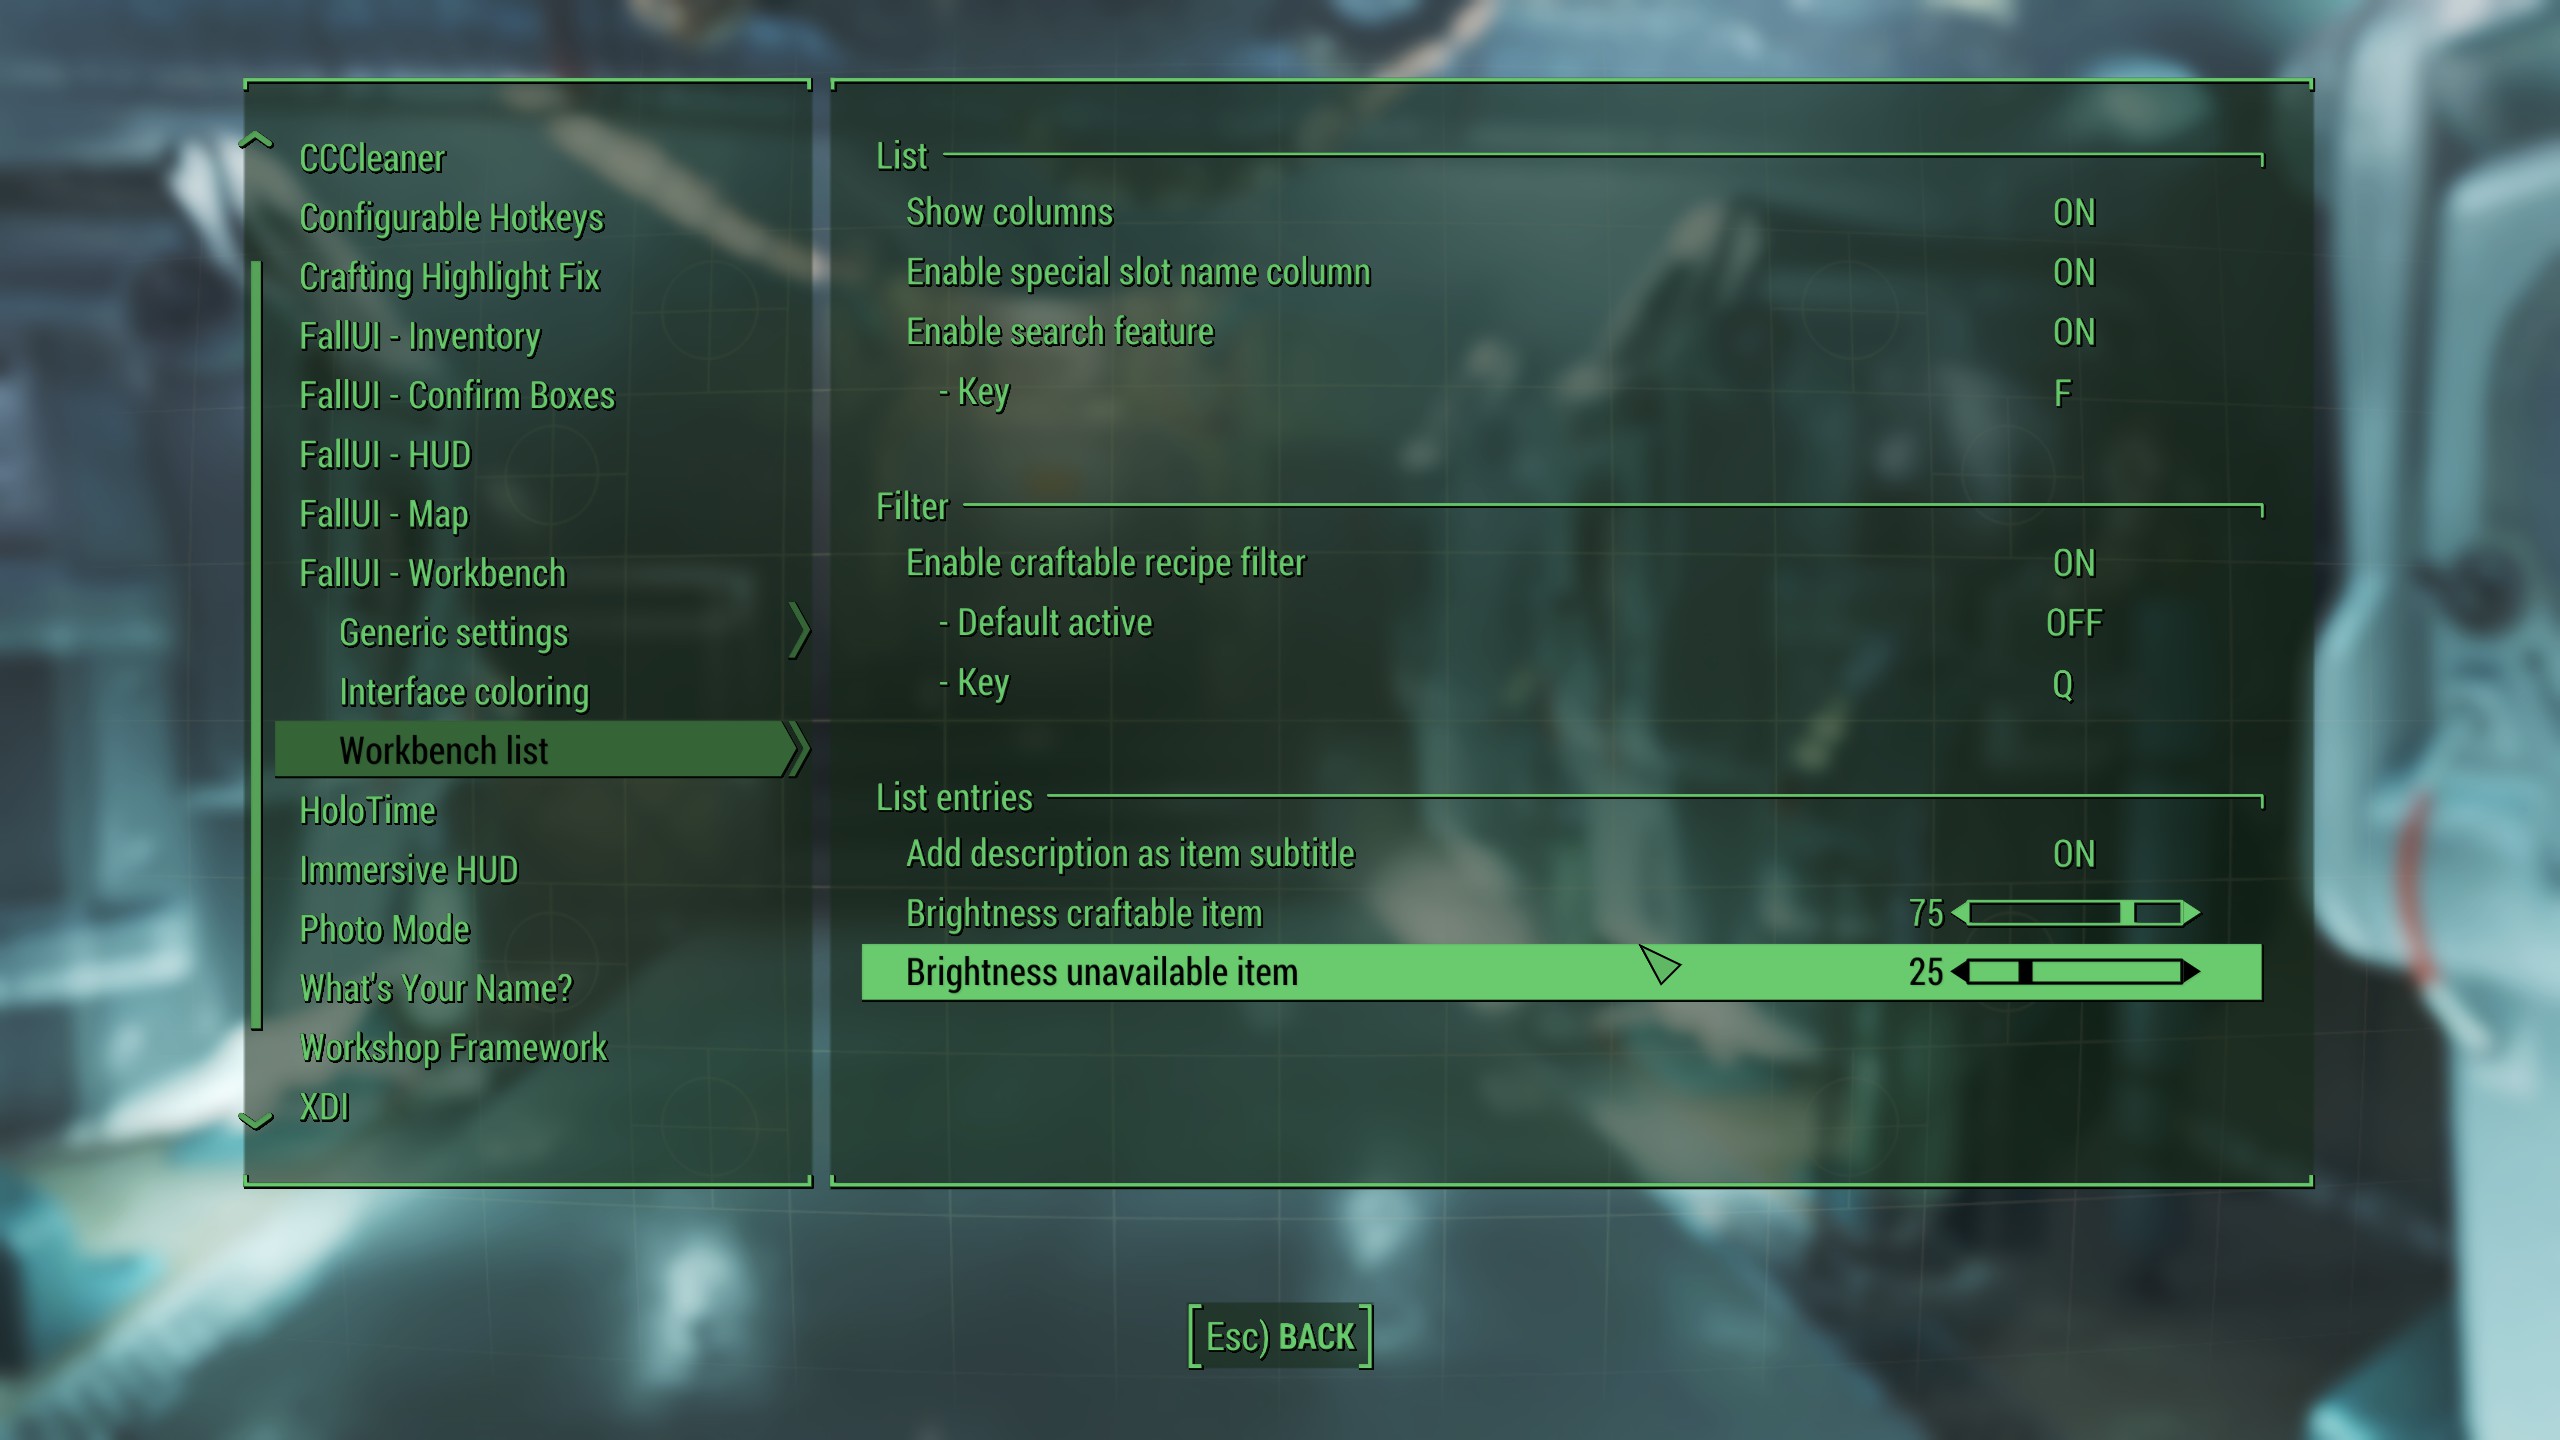 CCCleaner
Configurable Hotkeys
Crafting Highlight Fix
FallUI - Inventory
FallUI - Confirm Boxes
FallUI - HUD
FallUI - Map
FallUI - Workbench
Generic settings
Interface coloring
Workbench list
HoloTime
Immersive HUD
Photo Mode
What's Your Name?
Workshop Framework
XDI
List
Show columns ON
Enable special slot name column ON
Enable search feature ON
- Key F
Filter
Enable craftable recipe filter ON
- Default active OFF
- Key Q
List entries
Add description as item subtitle ON
Brightness craftable item 75
Brightness unavailable item 25
Esc) BACK